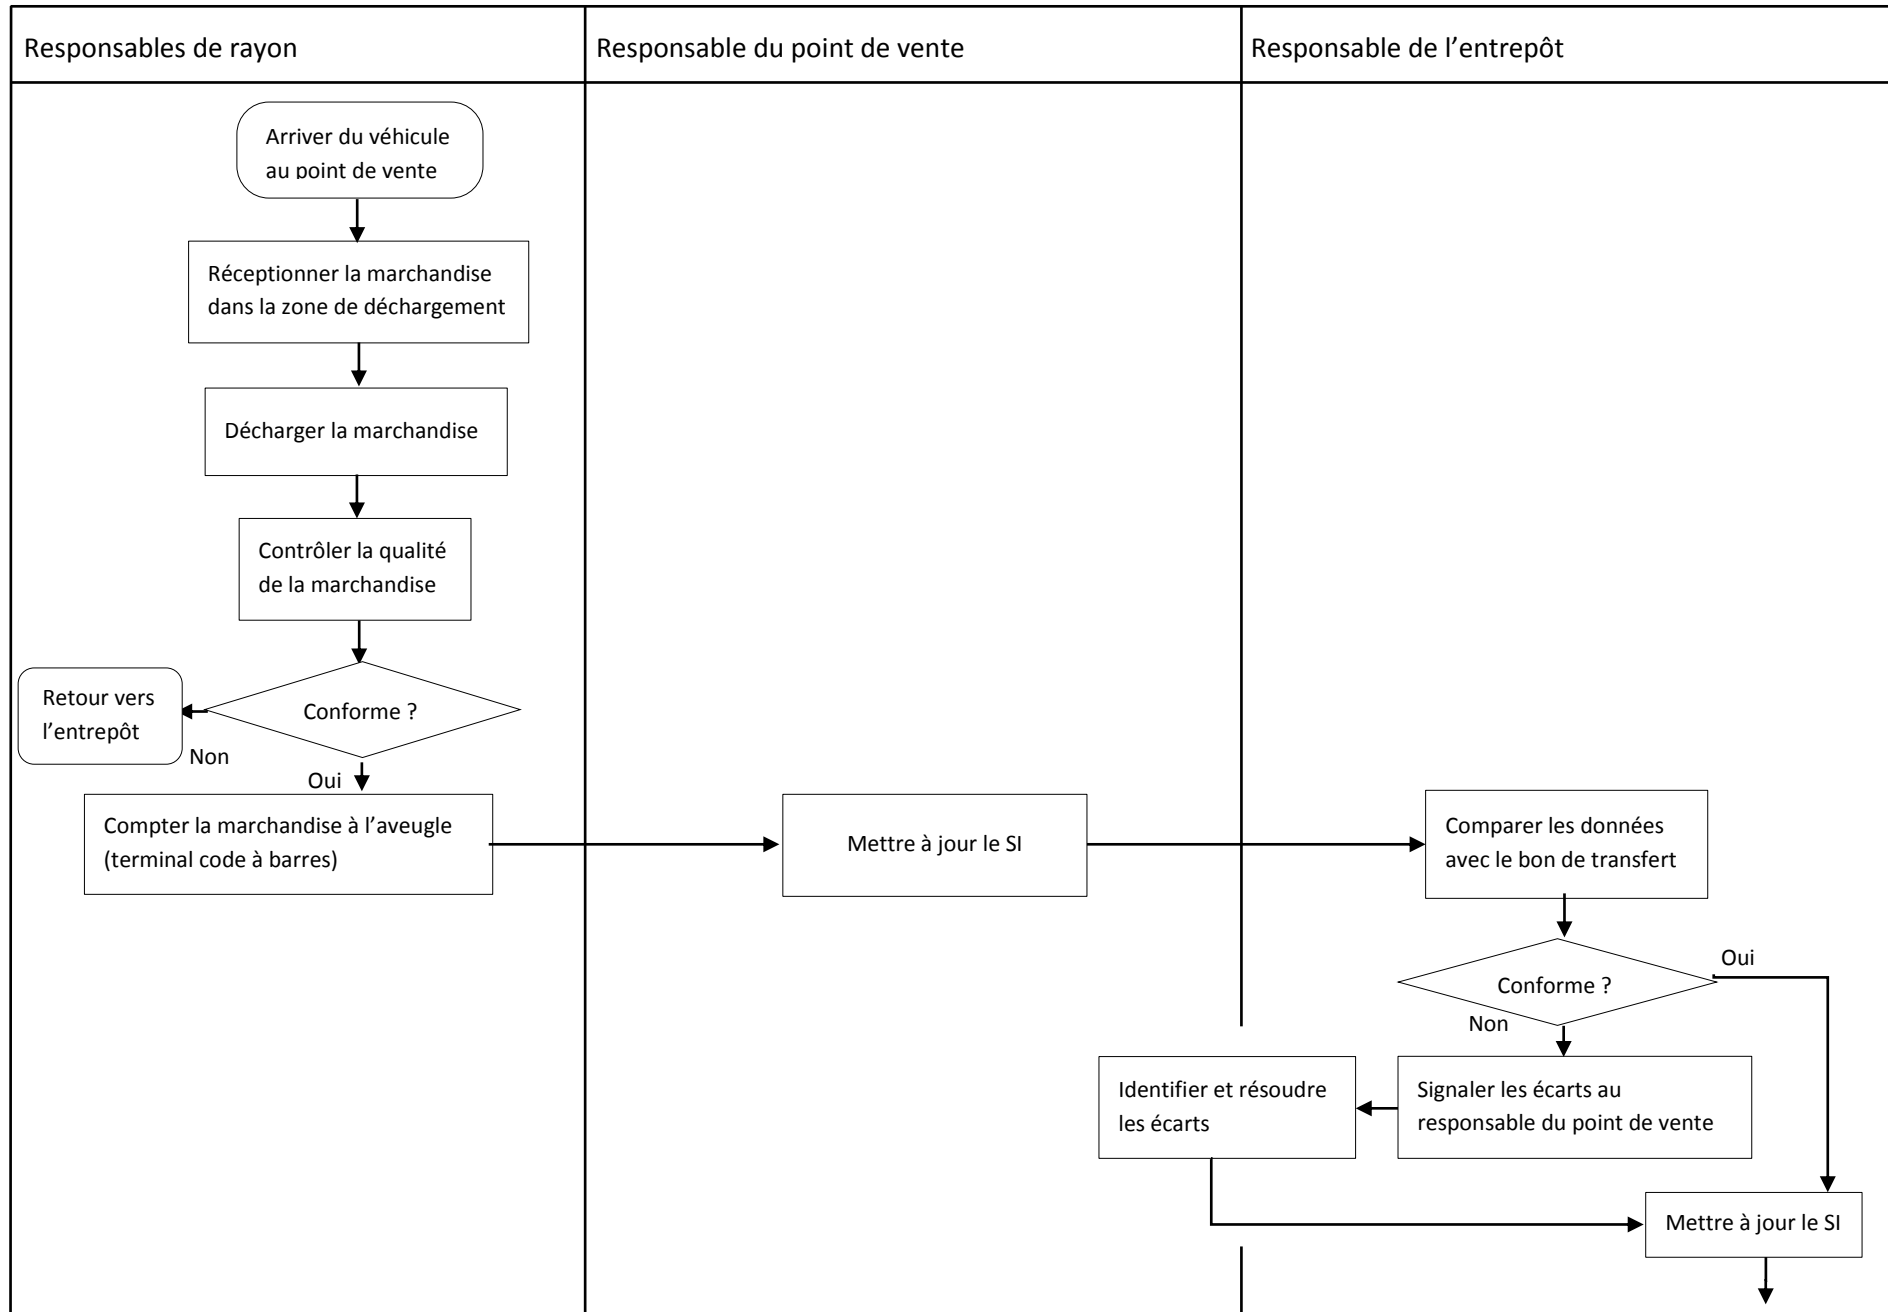 Responsables de rayon
Responsable du point de vente
Responsable de l’entrepôt
Arriver du véhicule
au point de vente
Réceptionner la marchandise
dans la zone de déchargement
Décharger la marchandise
Contrôler la qualité
de la marchandise
Conforme ?
Retour vers
l’entrepôt
Non
Oui
Compter la marchandise à l’aveugle
(terminal code à barres)
Mettre à jour le SI
Comparer les données
avec le bon de transfert
Conforme ?
Oui
Non
Signaler les écarts au
responsable du point de vente
Identifier et résoudre
les écarts
Mettre à jour le SI